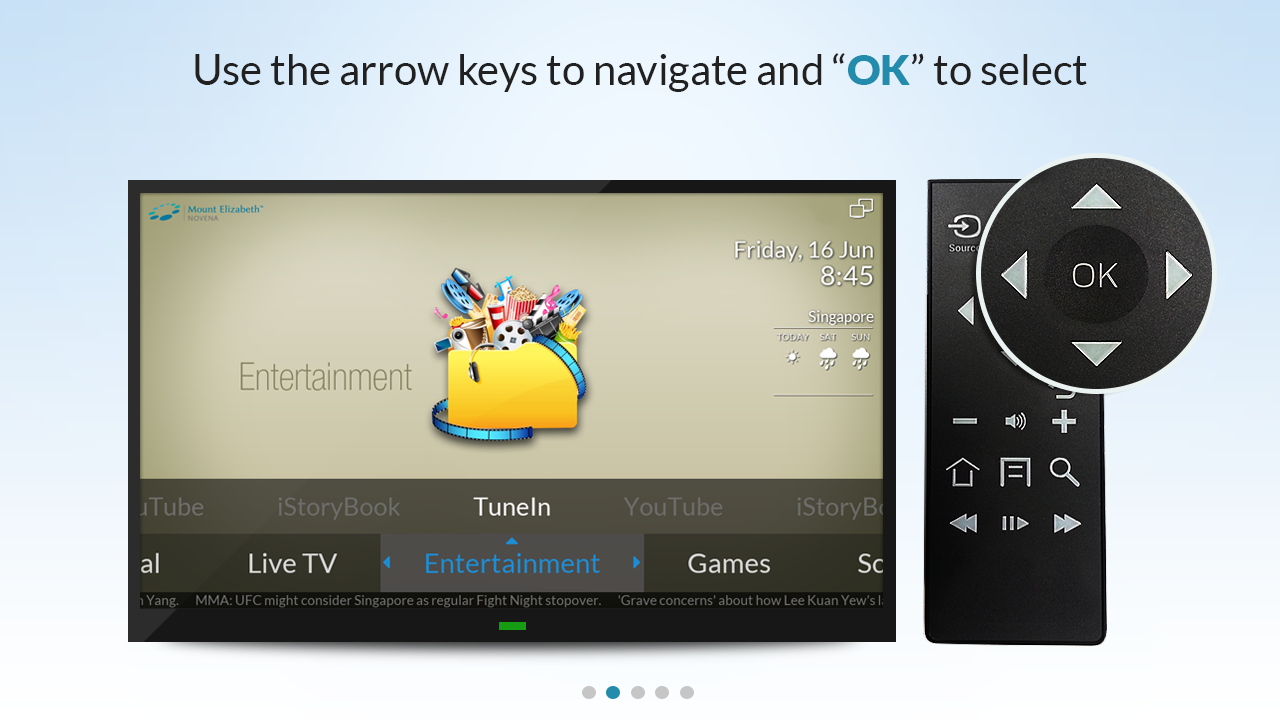 Use the arrow keys to navigate and “OK” to select
Mount Elizabeth™
NOVENA
Friday, 16 Jun
8:45
Singapore
TODAY SAT SUN
Entertainment
uTube iStoryBook TuneIn YouTube iStoryBo
al Live TV Entertainment Games Sc
n Yang. MMA: UFC might consider Singapore as regular Fight Night stopover. 'Grave concerns' about how Lee Kuan Yew's l
Source
OK